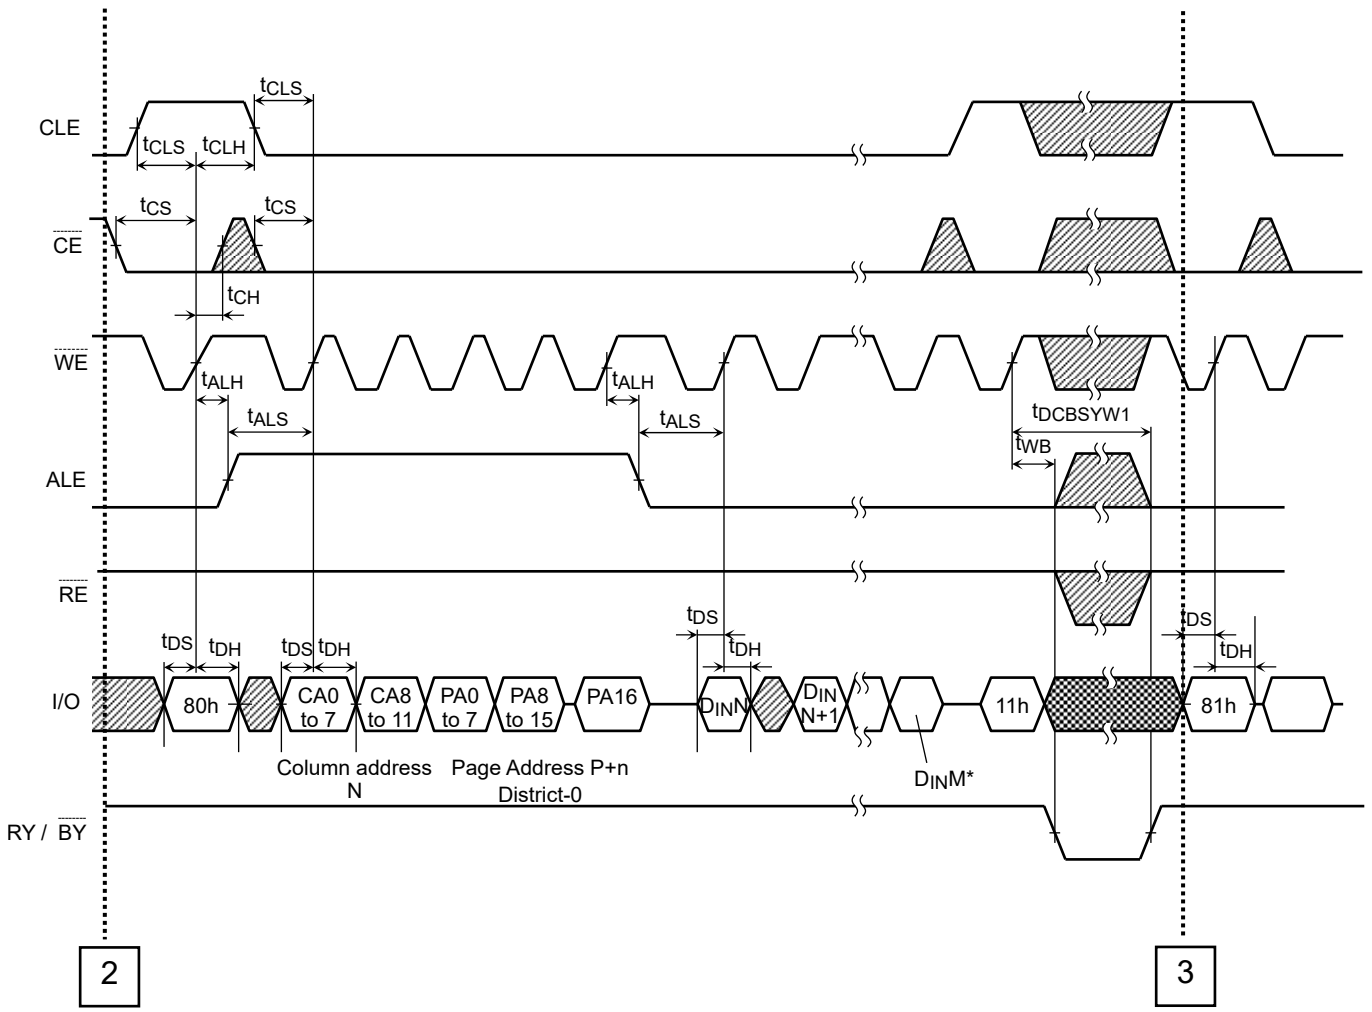 tCLS
CLE
tCLS tCLH
tCS tCS
CE
tCH
WE
tALH tALH
tDCBSYW1
tALS tALS
tWB
ALE
RE
tDS tDH tDS tDH tDS tDH tDS tDH
I/O
80h
CA0 to 7
CA8 to 11
PA0 to 7
PA8 to 15
PA16
DINN
DIN N+1
11h
81h
Column address N
Page Address P+n District-0
DINM*
RY / BY
2
3